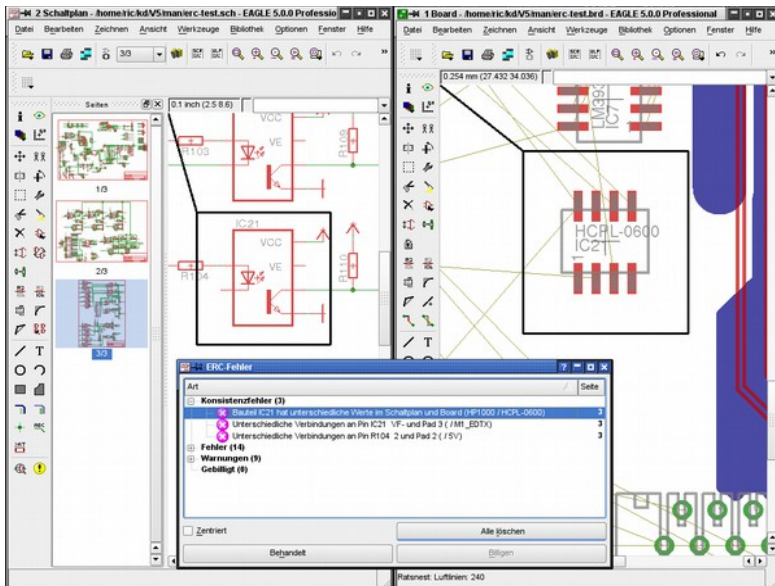 2 Schaltplan - /home/ric/kd/V5/man/erc-test.sch - EAGLE 5.0.0 Professio
Datei Bearbeiten Zeichnen Ansicht Werkzeuge Bibliothek Optionen Fenster Hilfe
3/3
Seiten
0.1 inch (2.5 8.6)
1/3
2/3
3/3
R103
VCC
VE
R109
IC21
VCC
VE
R104
R110
1 Board - /home/ric/kd/V5/man/erc-test.brd - EAGLE 5.0.0 Professional
Datei Bearbeiten Zeichnen Ansicht Werkzeuge Bibliothek Optionen Fenster Hilfe
0.254 mm (27.432 34.036)
IC7
HCPL-0600
IC21
1
ERC-Fehler
Art Seite
Konsistenzfehler (3)
Bauteil IC21 hat unterschiedliche Werte im Schaltplan und Board (HP1000 / HCPL-0600) 3
Unterschiedliche Verbindungen an Pin IC21 VF- und Pad 3 ( / M1_EDTX) 3
Unterschiedliche Verbindungen an Pin R104 2 und Pad 2 ( / 5V) 3
Fehler (14)
Warnungen (9)
Gebilligt (0)
Zentriert
Alle löschen
Behandelt
Billigen
Ratsnest: Luftlinien: 240